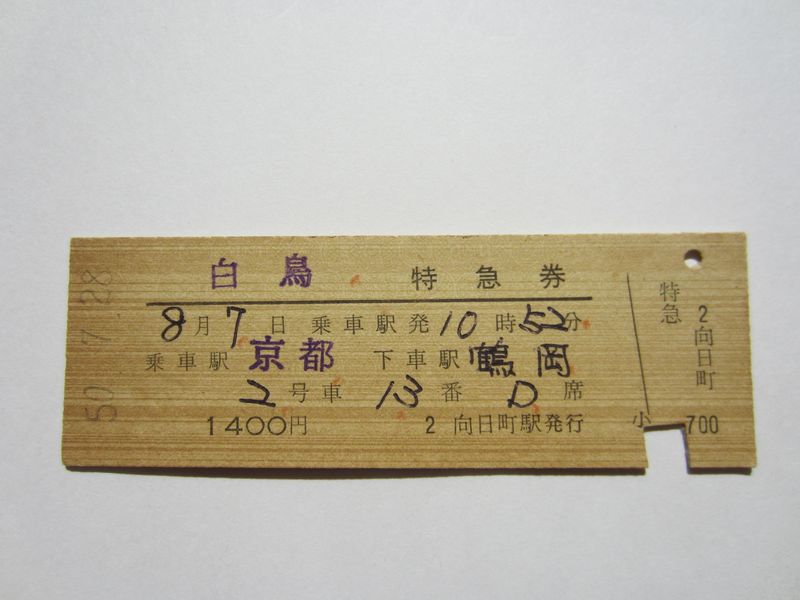 白鳥 特急券
8月7日 乗車駅発10時52分
乗車駅 京都 下車駅 鶴岡
2号車 13番 D席
1400円 2 向日町駅発行
50.7.28
特急 2 向日町
小 700